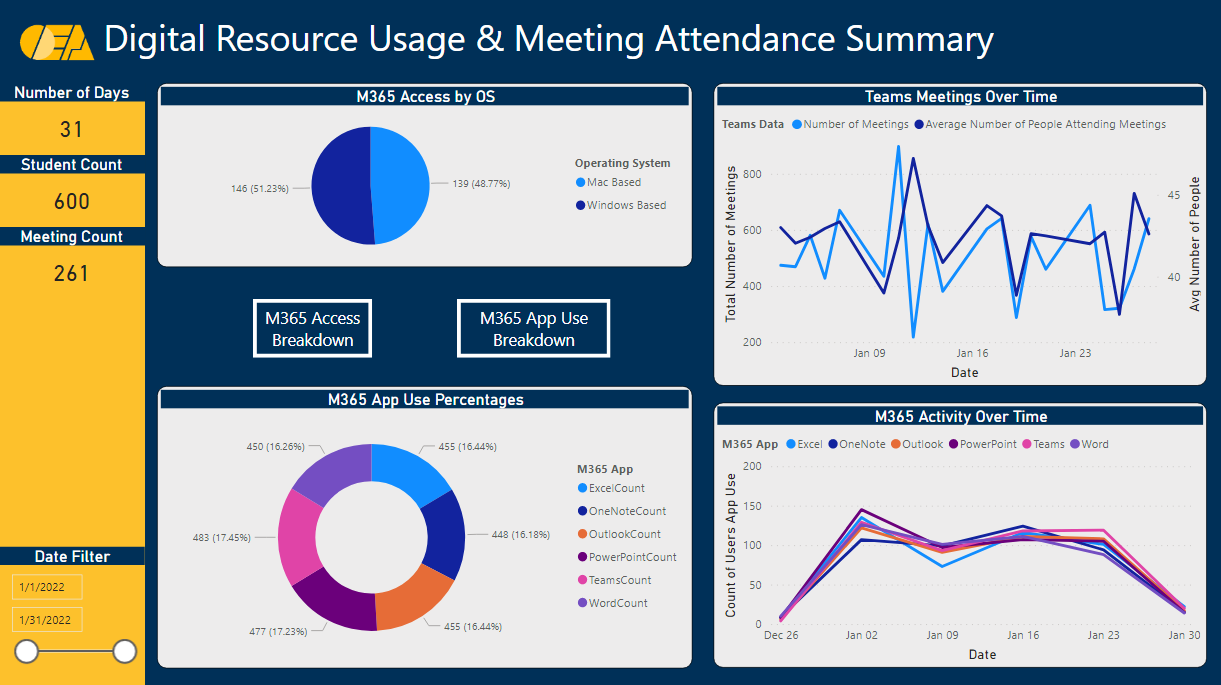 OEA Digital Resource Usage & Meeting Attendance Summary
Number of Days
31
Student Count
600
Meeting Count
261
Date Filter
1/1/2022
1/31/2022
M365 Access by OS
146 (51.23%)
139 (48.77%)
Operating System
Mac Based
Windows Based
M365 Access
Breakdown
M365 App Use
Breakdown
M365 App Use Percentages
450 (16.26%)
455 (16.44%)
483 (17.45%)
448 (16.18%)
477 (17.23%)
455 (16.44%)
M365 App
ExcelCount
OneNoteCount
OutlookCount
PowerPointCount
TeamsCount
WordCount
Teams Meetings Over Time
Teams Data Number of Meetings Average Number of People Attending Meetings
Total Number of Meetings
800
600
400
200
45
40
Avg Number of People
Jan 09 Jan 16 Jan 23
Date
M365 Activity Over Time
M365 App Excel OneNote Outlook PowerPoint Teams Word
Count of Users App Use
200
150
100
50
0
Dec 26 Jan 02 Jan 09 Jan 16 Jan 23 Jan 30
Date